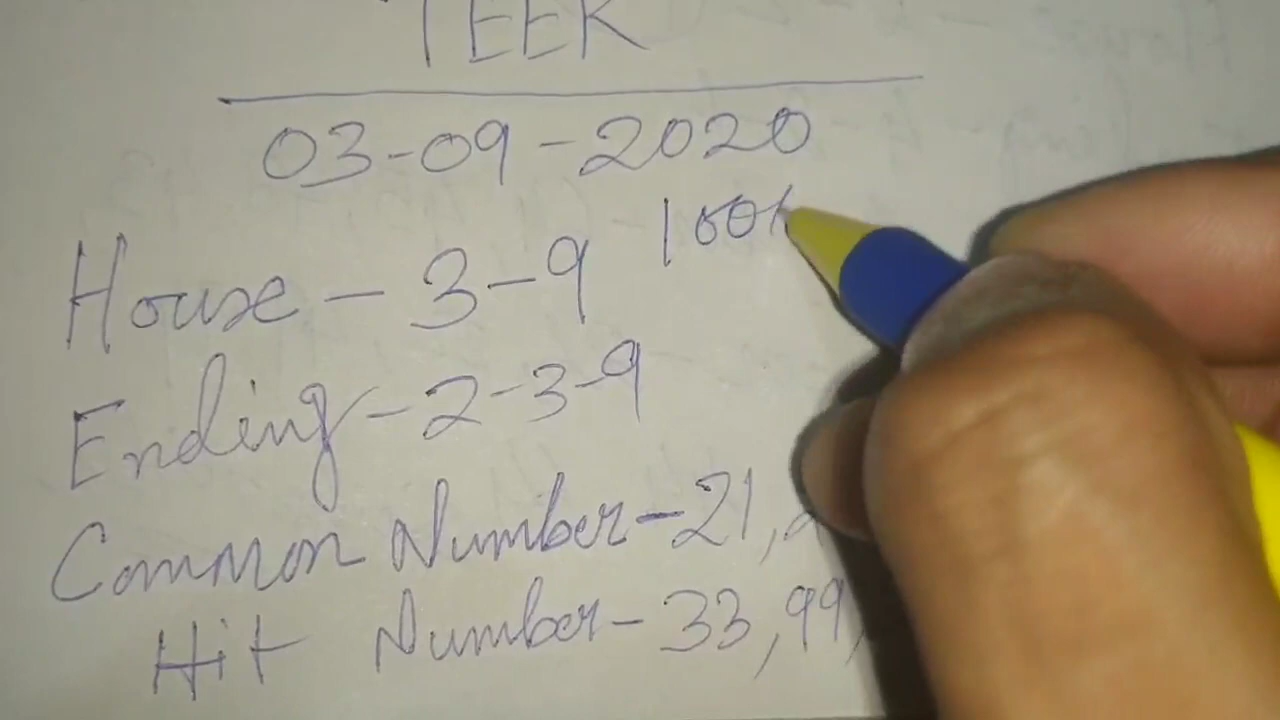 TEER
03-09-2020
100%
House - 3-9
Ending - 2-3-9
Common Number - 21,
Hit Number - 33, 99,